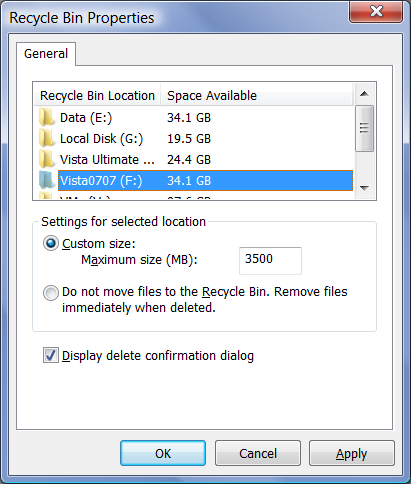 Recycle Bin Properties
General
Recycle Bin Location Space Available
Data (E:) 34.1 GB
Local Disk (G:) 19.5 GB
Vista Ultimate ... 24.4 GB
Vista0707 (F:) 34.1 GB
Settings for selected location
Custom size:
Maximum size (MB): 3500
Do not move files to the Recycle Bin. Remove files
immediately when deleted.
Display delete confirmation dialog
OK Cancel Apply